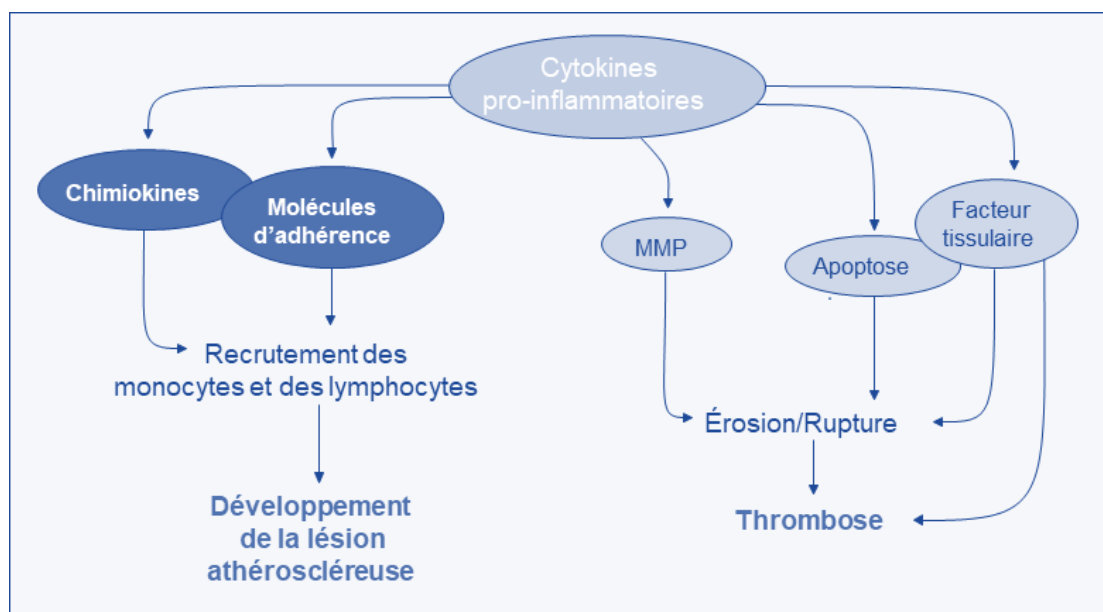 Cytokines
pro-inflammatoires
Chimiokines
Molécules
d’adhérence
MMP
Apoptose
Facteur
tissulaire
Recrutement des
monocytes et des lymphocytes
Érosion/Rupture
Développement
de la lésion
athéroscléreuse
Thrombose